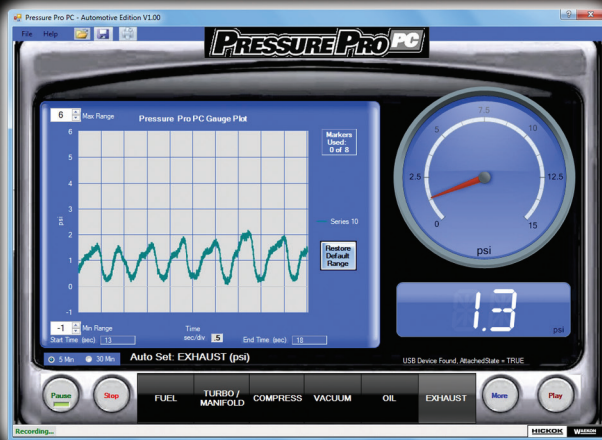 Pressure Pro PC - Automotive Edition V1.00
File Help
PRESSURE PRO PC
6 Max Range
Pressure Pro PC Gauge Plot
Markers
Used:
0 of 8
6
5
4
3
2
1
0
-1
psi
Series 10
Restore
Default
Range
-1 Min Range
Time
sec/div .5
Start Time (sec) 13
End Time (sec) 18
5 Min 30 Min
Auto Set: EXHAUST (psi)
0
2.5
5
7.5
10
12.5
15
psi
1.3
psi
USB Device Found, AttachedState = TRUE
Pause
Stop
FUEL
TURBO /
MANIFOLD
COMPRESS
VACUUM
OIL
EXHAUST
More
Play
Recording...
HICKOK
WAEKON